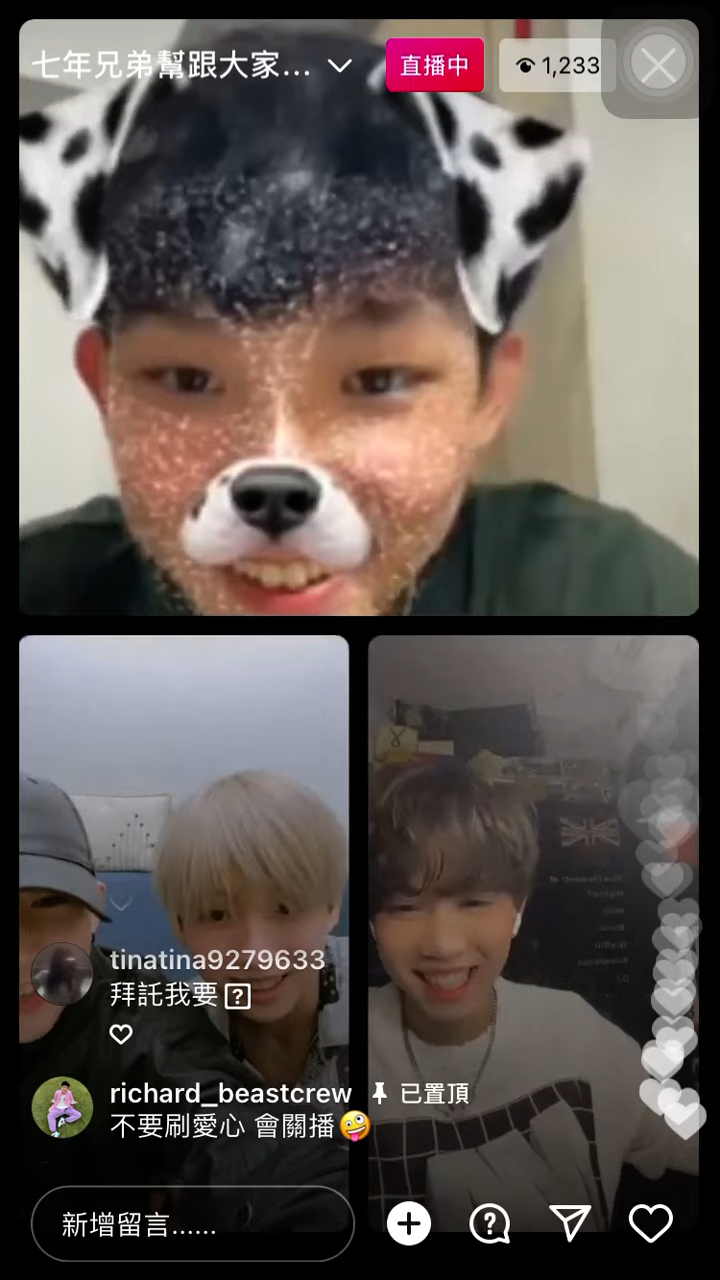 七年兄弟幫跟大家...
直播中
1,233
tinatina9279633
拜託我要?
richard_beastcrew 已置頂
不要刷愛心 會關播🤪
新增留言......